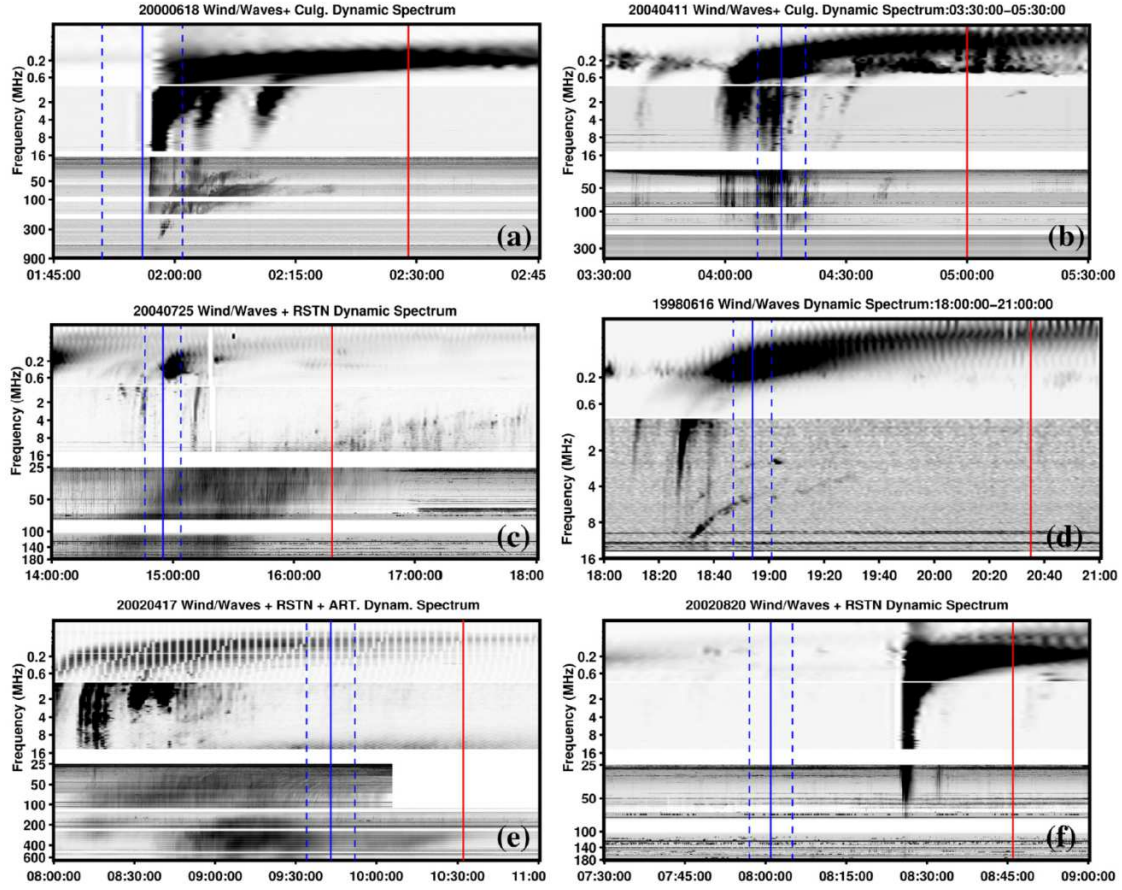 20000618 Wind/Waves+ Culg. Dynamic Spectrum
Frequency (MHz)
0.2
0.6
2
4
8
16
50
100
300
900
(a)
01:45:00 02:00:00 02:15:00 02:30:00 02:45
20040411 Wind/Waves+ Culg. Dynamic Spectrum:03:30:00-05:30:00
Frequency (MHz)
0.2
0.6
2
4
8
16
50
100
300
(b)
03:30:00 04:00:00 04:30:00 05:00:00 05:30:00
20040725 Wind/Waves + RSTN Dynamic Spectrum
Frequency (MHz)
0.2
0.6
2
4
8
16
25
50
100
140
180
(c)
14:00:00 15:00:00 16:00:00 17:00:00 18:00
19980616 Wind/Waves Dynamic Spectrum:18:00:00-21:00:00
Frequency (MHz)
0.2
0.6
2
4
8
16
(d)
18:00 18:20 18:40 19:00 19:20 19:40 20:00 20:20 20:40 21:00
20020417 Wind/Waves + RSTN + ART. Dynam. Spectrum
Frequency (MHz)
0.2
0.6
2
4
8
16
25
50
100
200
400
600
(e)
08:00:00 08:30:00 09:00:00 09:30:00 10:00:00 10:30:00 11:00
20020820 Wind/Waves + RSTN Dynamic Spectrum
Frequency (MHz)
0.2
0.6
2
4
8
16
25
50
100
140
180
(f)
07:30:00 07:45:00 08:00:00 08:15:00 08:30:00 08:45:00 09:00